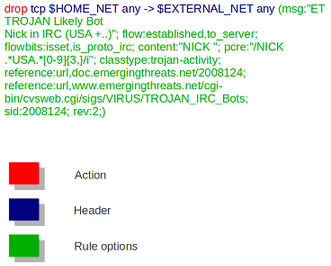 drop tcp $HOME_NET any -> $EXTERNAL_NET any (msg:"ET
TROJAN Likely Bot
Nick in IRC (USA +..)"; flow:established,to_server;
flowbits:isset,is_proto_irc; content:"NICK "; pcre:"/NICK
.*USA.*[0-9]{3,}/i"; classtype:trojan-activity;
reference:url,doc.emergingthreats.net/2008124;
reference:url,www.emergingthreats.net/cgi-
bin/cvsweb.cgi/sigs/VIRUS/TROJAN_IRC_Bots;
sid:2008124; rev:2;)
Action
Header
Rule options